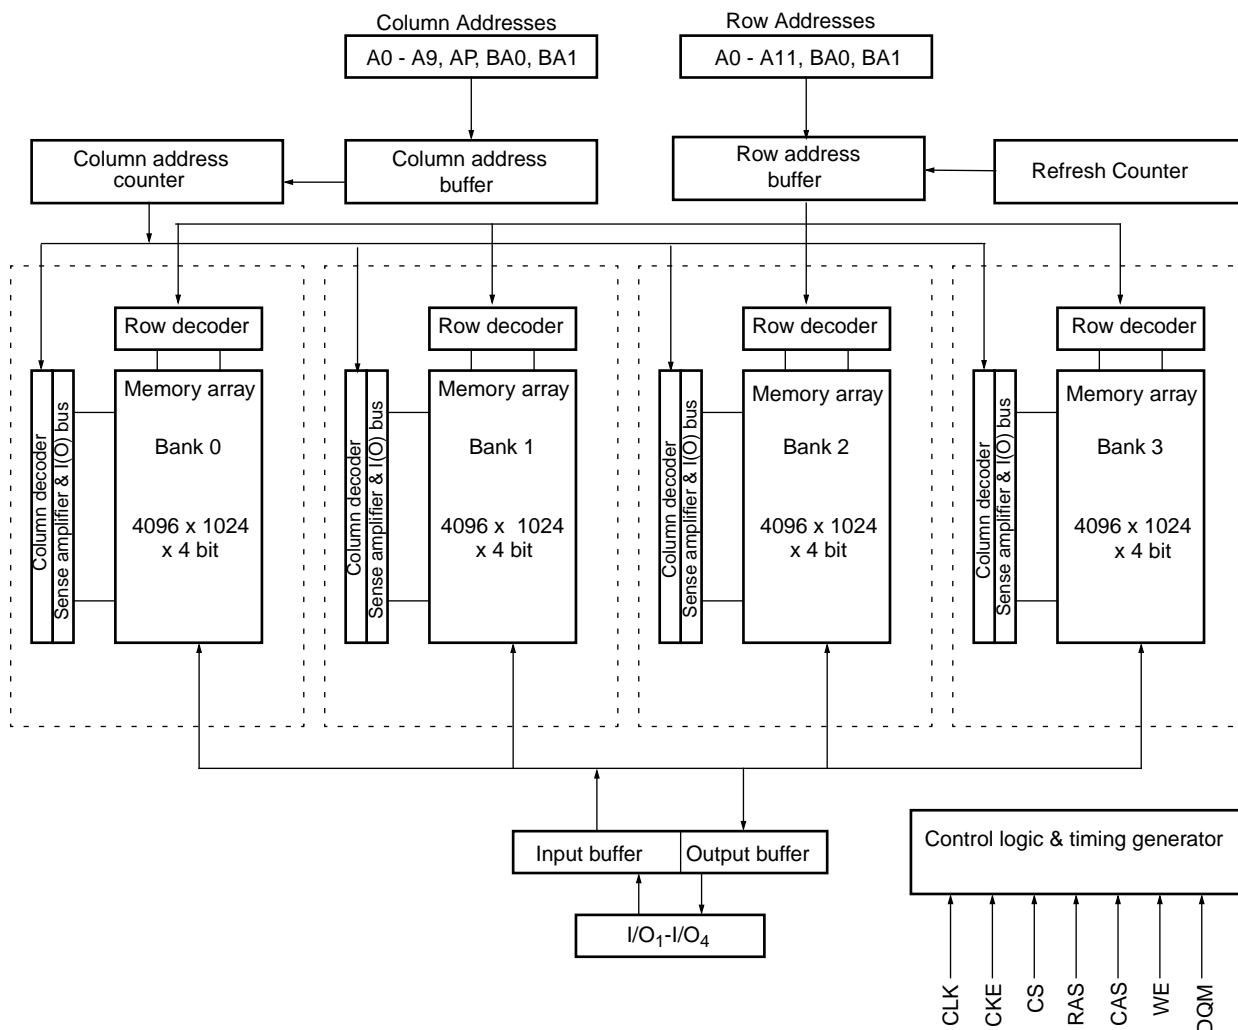 Column Addresses
Row Addresses
A0 - A9, AP, BA0, BA1
A0 - A11, BA0, BA1
Column address
counter
Column address
buffer
Row address
buffer
Refresh Counter
Row decoder
Row decoder
Row decoder
Row decoder
Column decoder
Sense amplifier & I(O) bus
Memory array
Bank 0
4096 x 1024
x 4 bit
Column decoder
Sense amplifier & I(O) bus
Memory array
Bank 1
4096 x 1024
x 4 bit
Column decoder
Sense amplifier & I(O) bus
Memory array
Bank 2
4096 x 1024
x 4 bit
Column decoder
Sense amplifier & I(O) bus
Memory array
Bank 3
4096 x 1024
x 4 bit
Input buffer
Output buffer
I/O1-I/O4
Control logic & timing generator
CLK
CKE
CS
RAS
CAS
WE
DQM